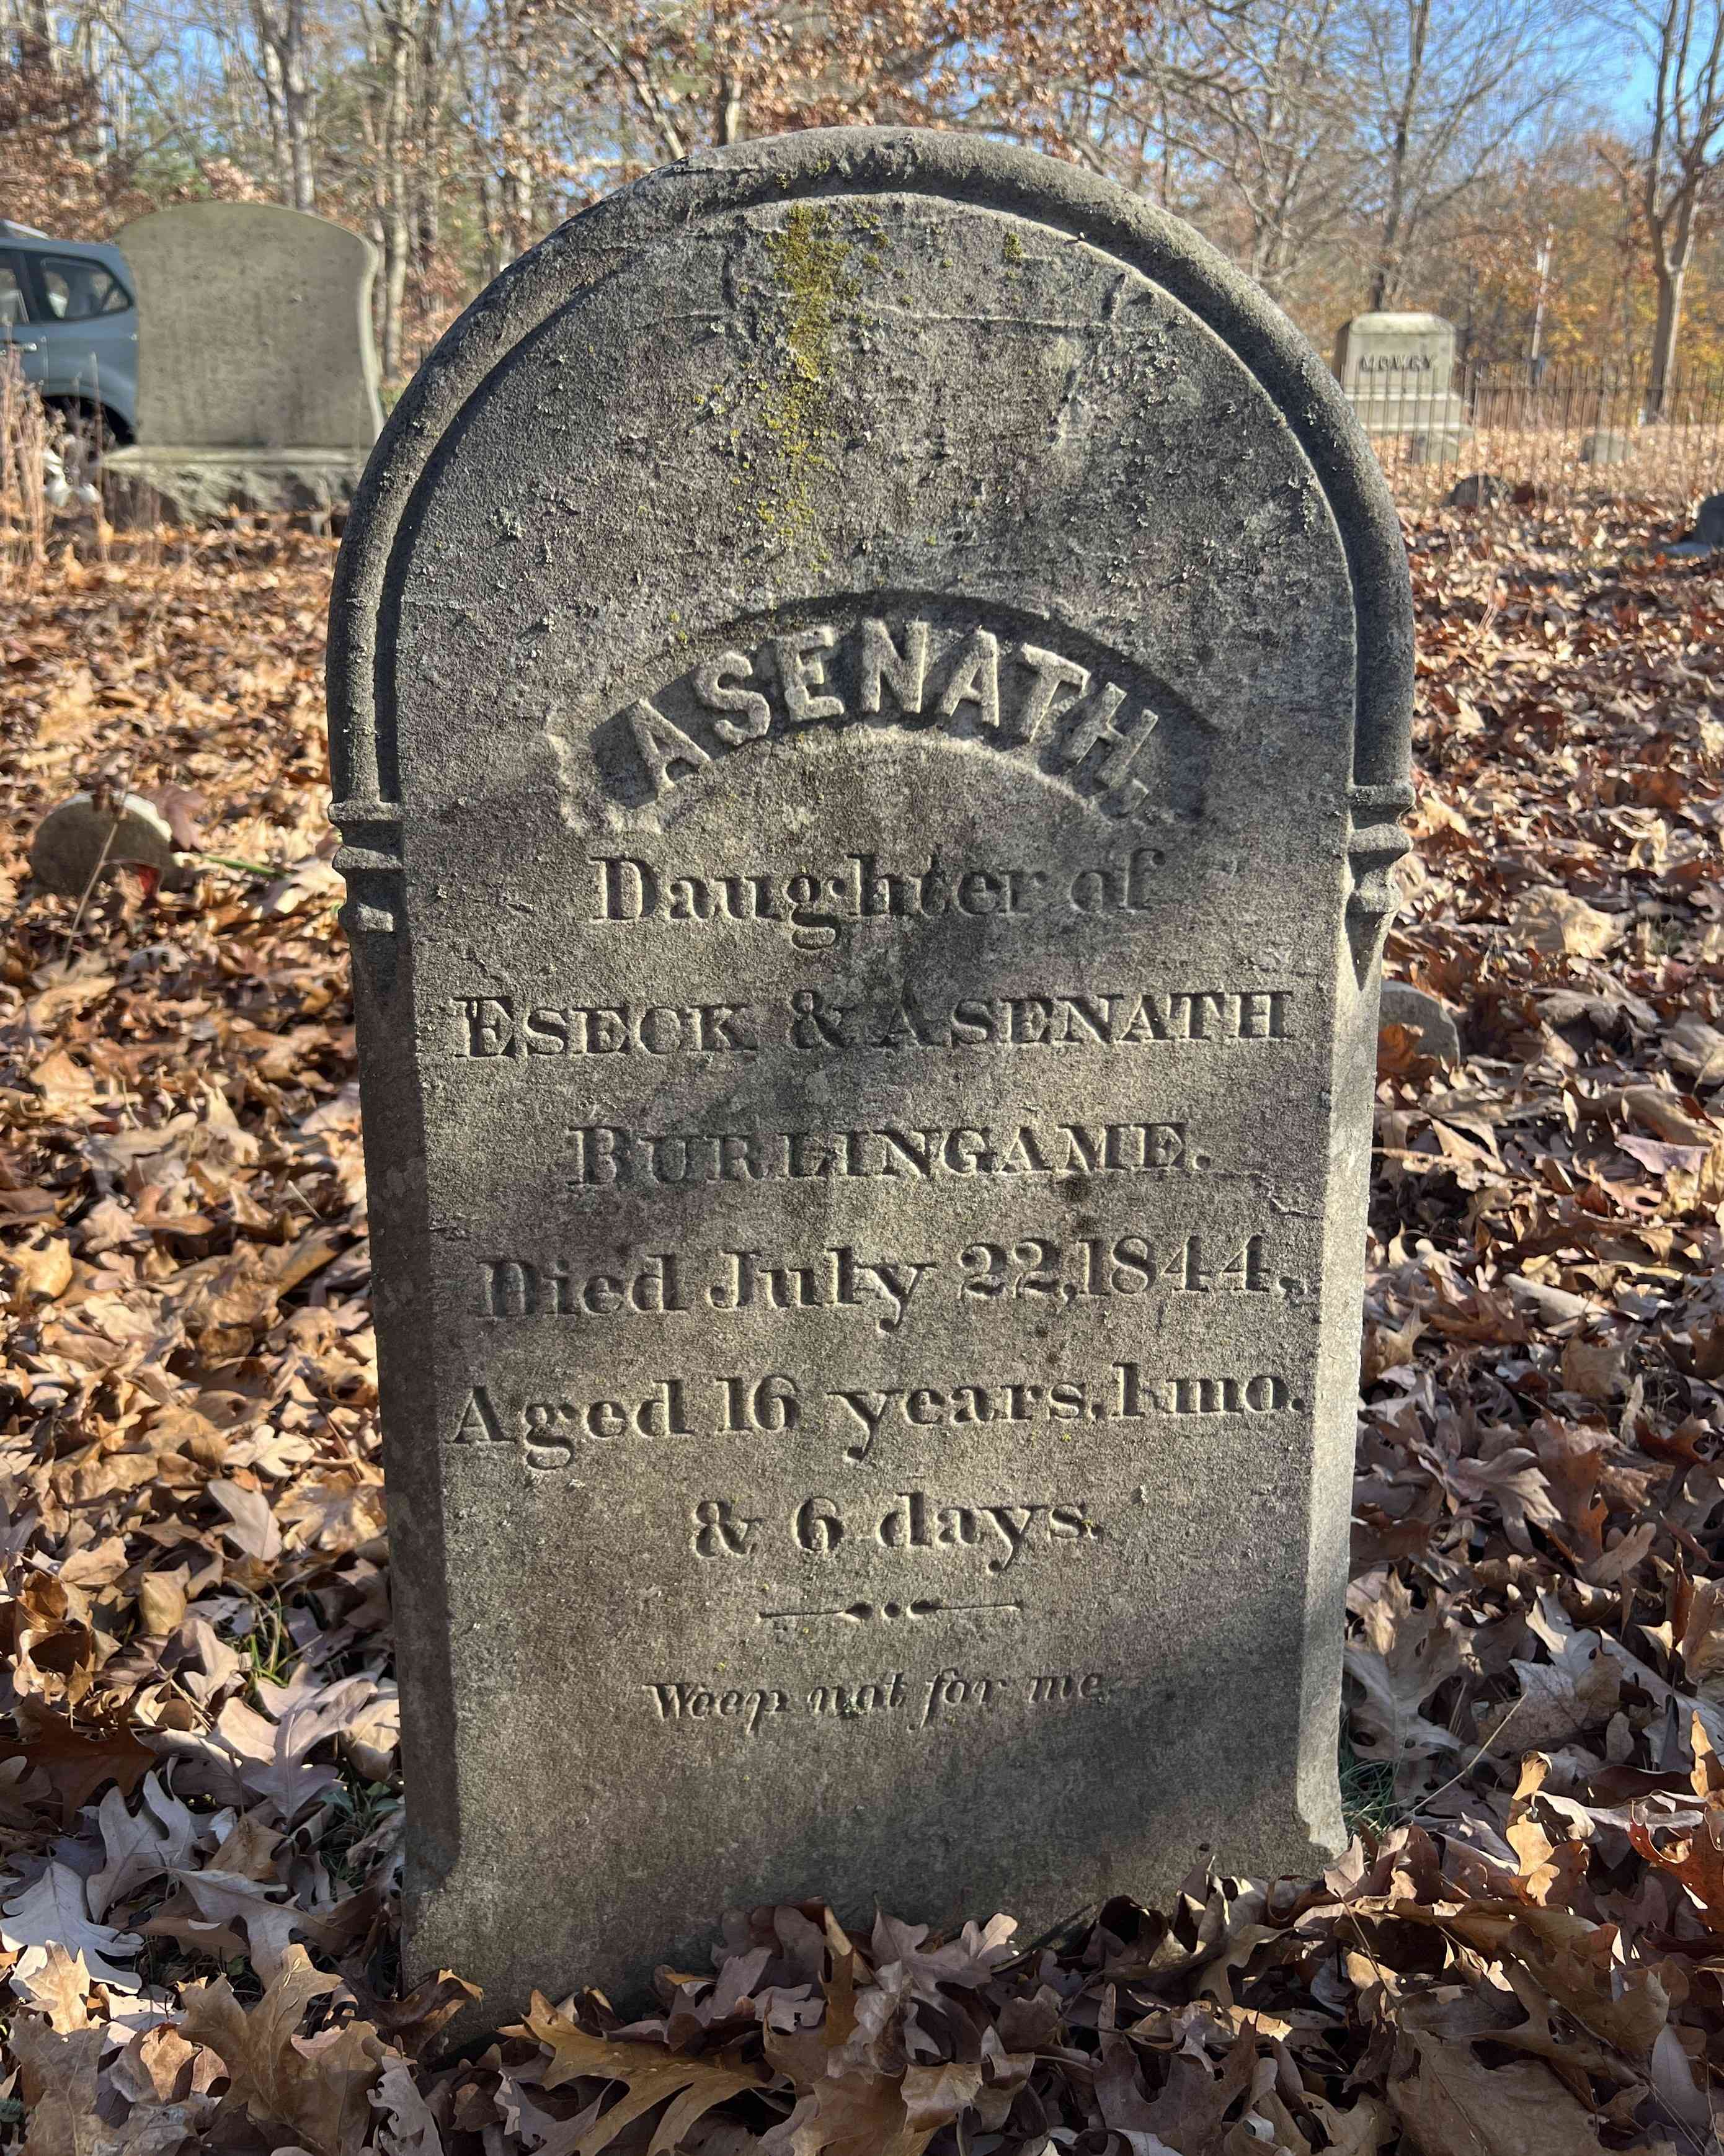 MOWRY
ASENATH,
Daughter of
ESECK & ASENATH
BURLINGAME.
Died July 22, 1844,
Aged 16 years, 1 mo.
& 6 days.
Weep not for me.